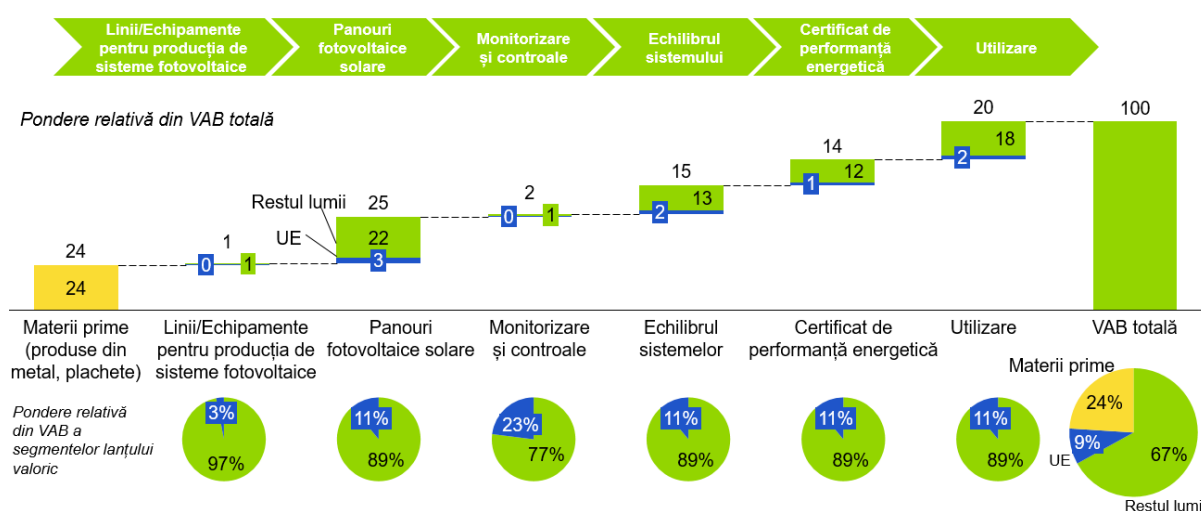 Linii/Echipamente
pentru producția de
sisteme fotovoltaice
Panouri
fotovoltaice
solare
Monitorizare
și controale
Echilibrul
sistemului
Certificat de
performanță
energetică
Utilizare
Pondere relativă din VAB totală
24
24
1
0
1
Restul lumii
UE
25
22
3
2
0
1
15
13
2
14
12
1
20
18
2
100
Materii prime
(produse din
metal, plachete)
Linii/Echipamente
pentru producția de
sisteme fotovoltaice
Panouri
fotovoltaice solare
Monitorizare
și controale
Echilibrul
sistemelor
Certificat de
performanță energetică
Utilizare
VAB totală
Pondere relativă
din VAB a
segmentelor lanțului
valoric
3%
97%
11%
89%
23%
77%
11%
89%
11%
89%
11%
89%
Materii prime
24%
9%
UE
67%
Restul lumii